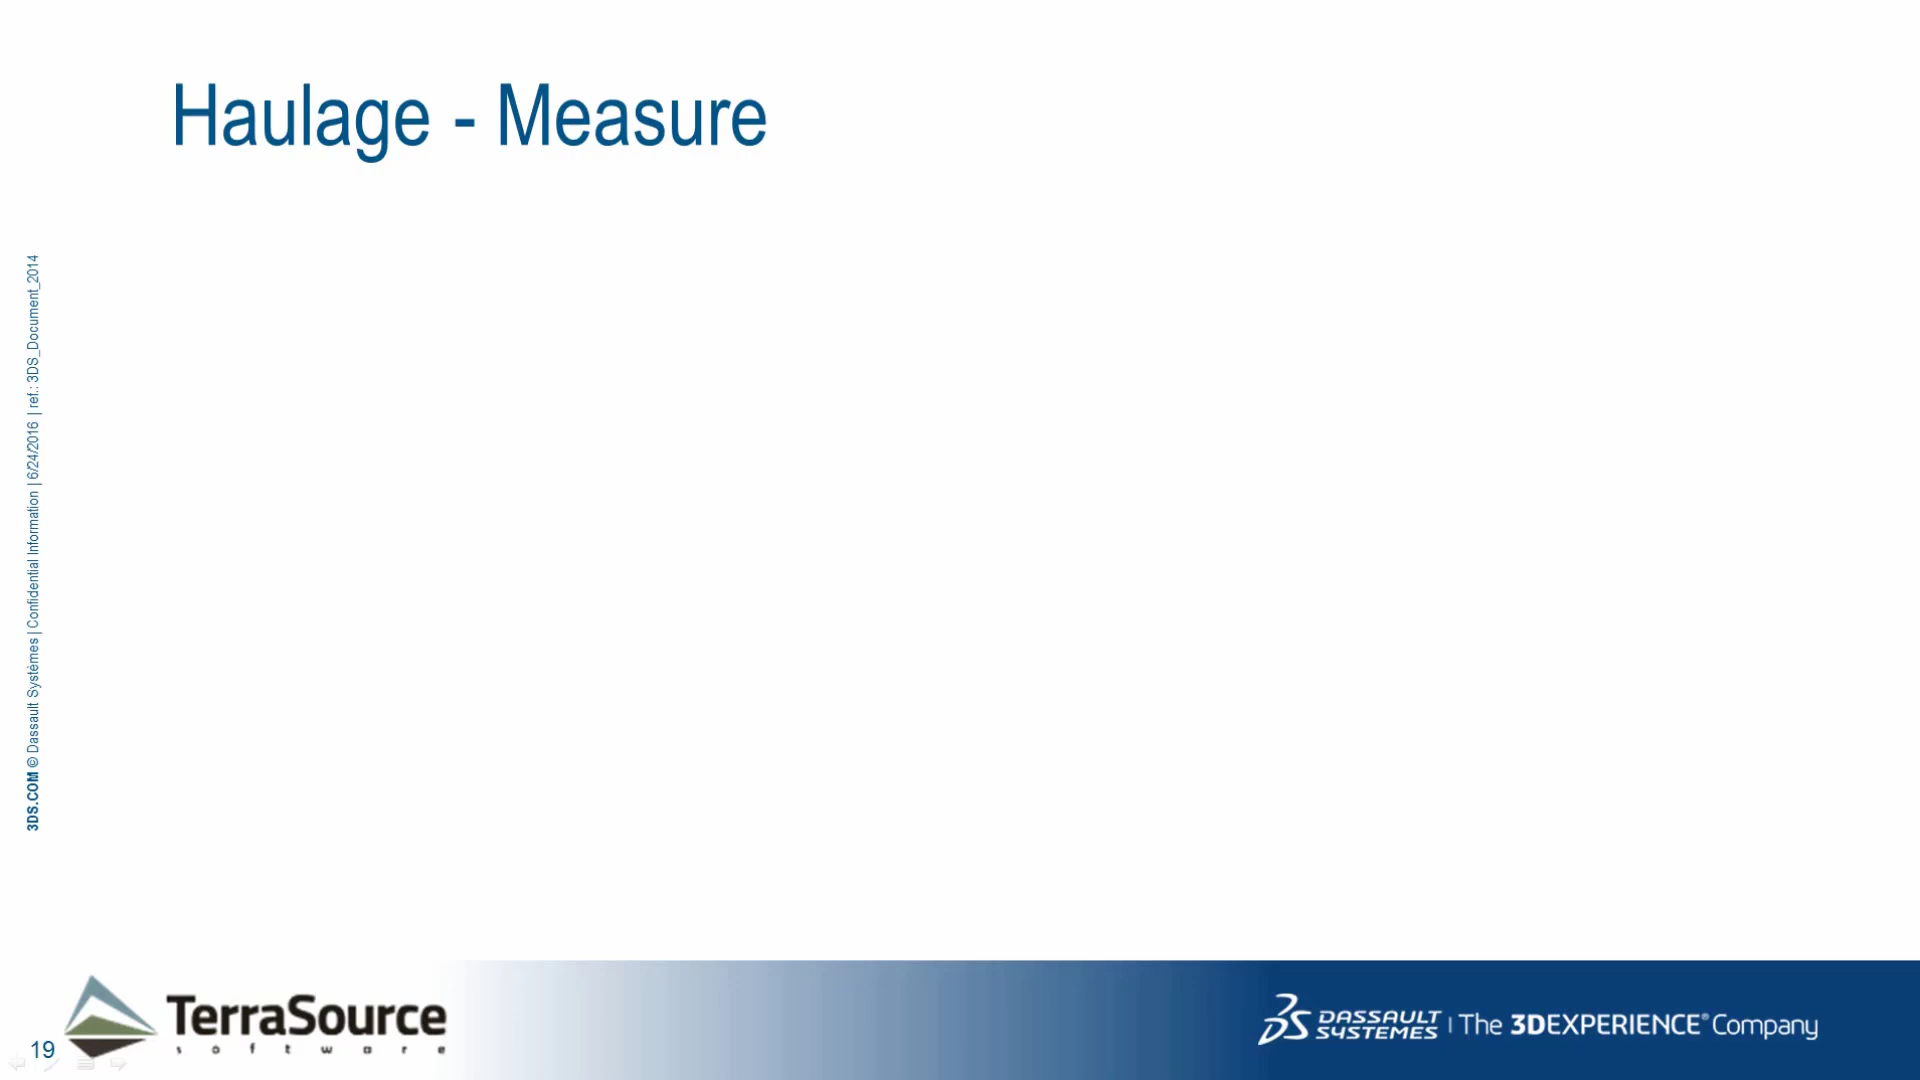 Haulage - Measure
3DS.COM © Dassault Systèmes | Confidential Information | 6/24/2016 | ref.: 3DS_Document_2014
19
TerraSource
software
DASSAULT
SYSTEMES | The 3DEXPERIENCE® Company